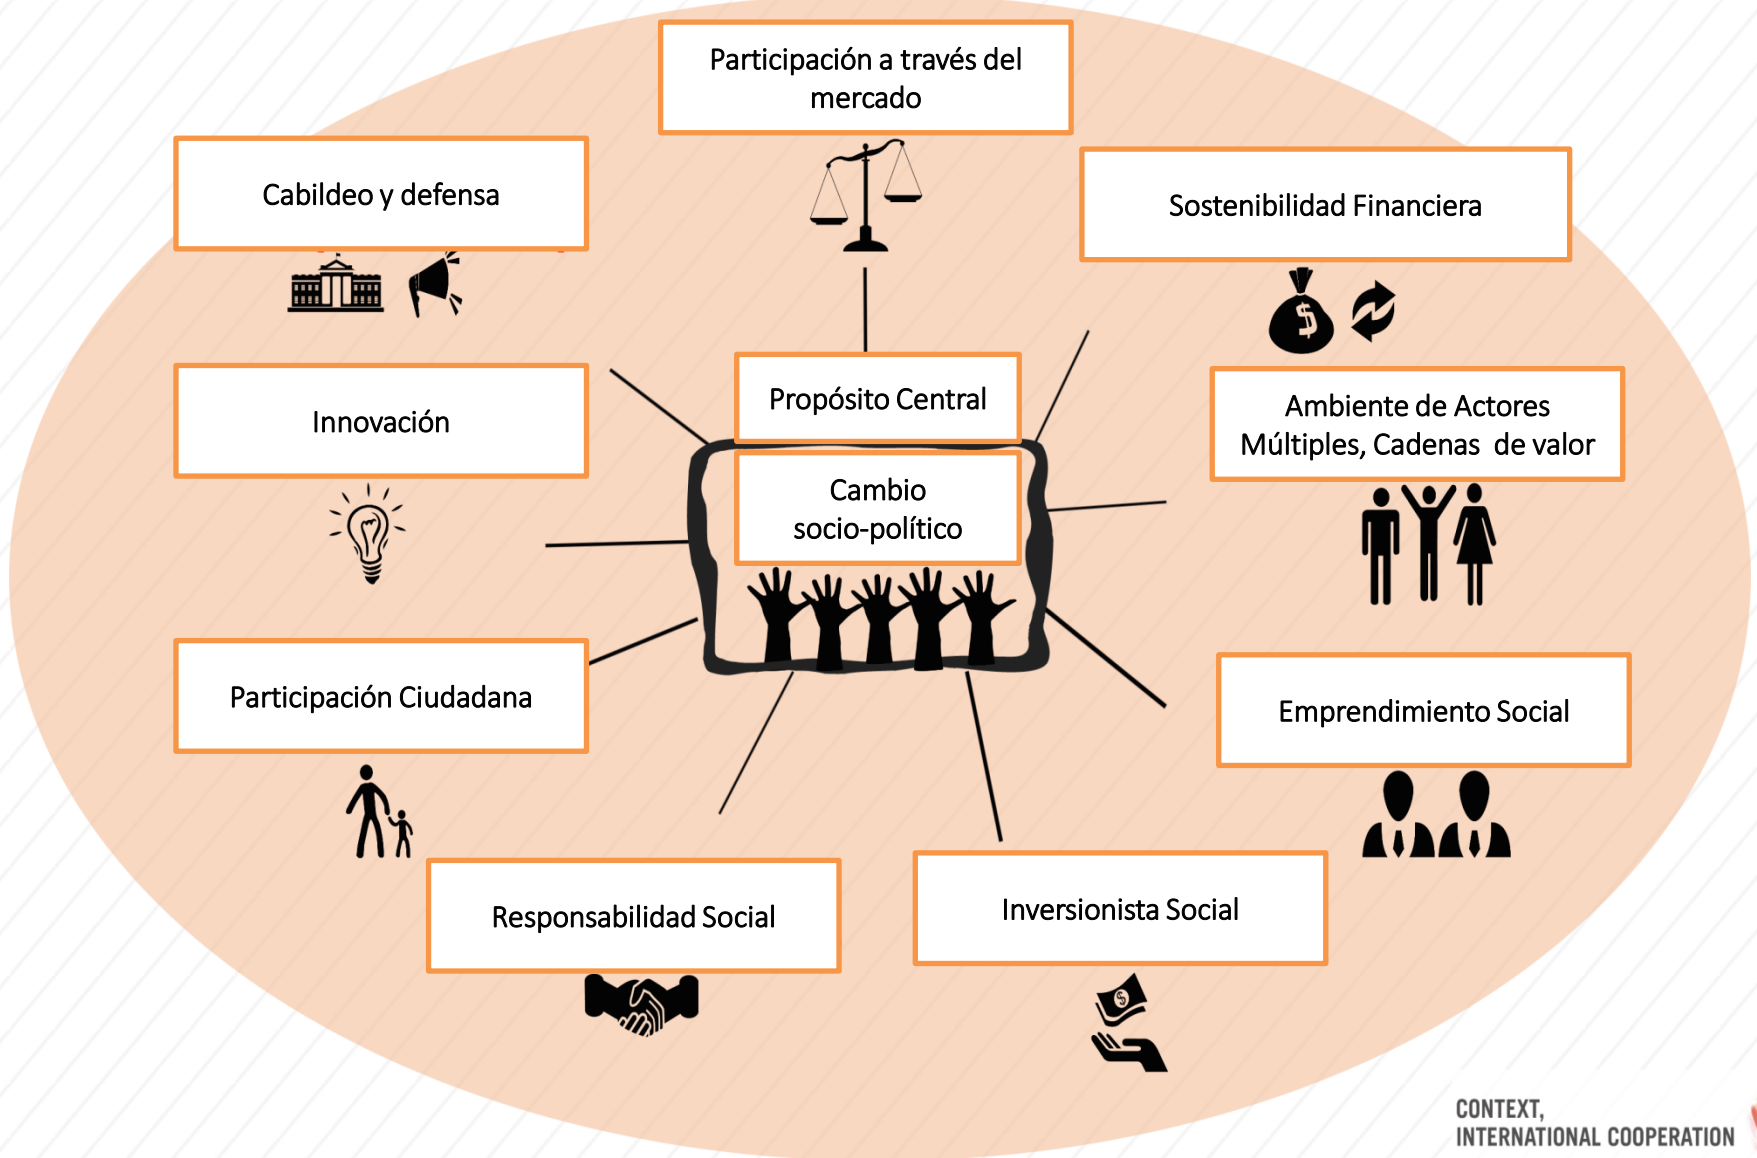 Participación a través del
mercado
Cabildeo y defensa
Sostenibilidad Financiera
Propósito Central
Innovación
Ambiente de Actores
Múltiples, Cadenas de valor
Cambio
socio-político
Participación Ciudadana
Emprendimiento Social
Responsabilidad Social
Inversionista Social
$
$
CONTEXT,
INTERNATIONAL COOPERATION